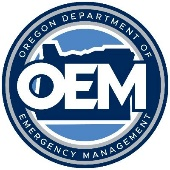 OREGON DEPARTMENT OF
OEM
EMERGENCY MANAGEMENT